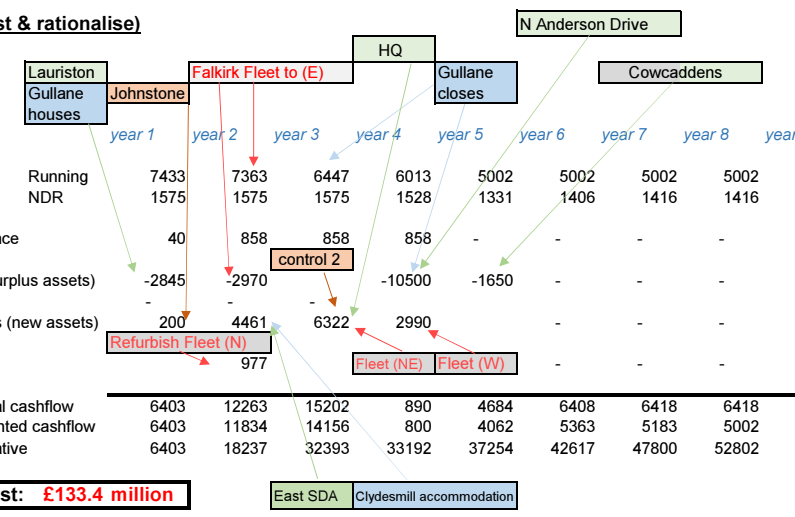 st & rationalise)
N Anderson Drive
HQ
Lauriston
Falkirk Fleet to (E)
Gullane
closes
Cowcaddens
Gullane
houses
Johnstone
year 1 year 2 year 3 year 4 year 5 year 6 year 7 year 8 year
Running 7433 7363 6447 6013 5002 5002 5002 5002
NDR 1575 1575 1575 1528 1331 1406 1416 1416
nce 40 858 858 858 - - - -
control 2
urplus assets) -2845 -2970 -10500 -1650 - - -
- - -
s (new assets) 200 4461 6322 2990 - - -
Refurbish Fleet (N)
977 Fleet (NE) Fleet (W) - - -
al cashflow 6403 12263 15202 890 4684 6408 6418 6418
nted cashflow 6403 11834 14156 800 4062 5363 5183 5002
tive 6403 18237 32393 33192 37254 42617 47800 52802
st: £133.4 million
East SDA Clydesmill accommodation